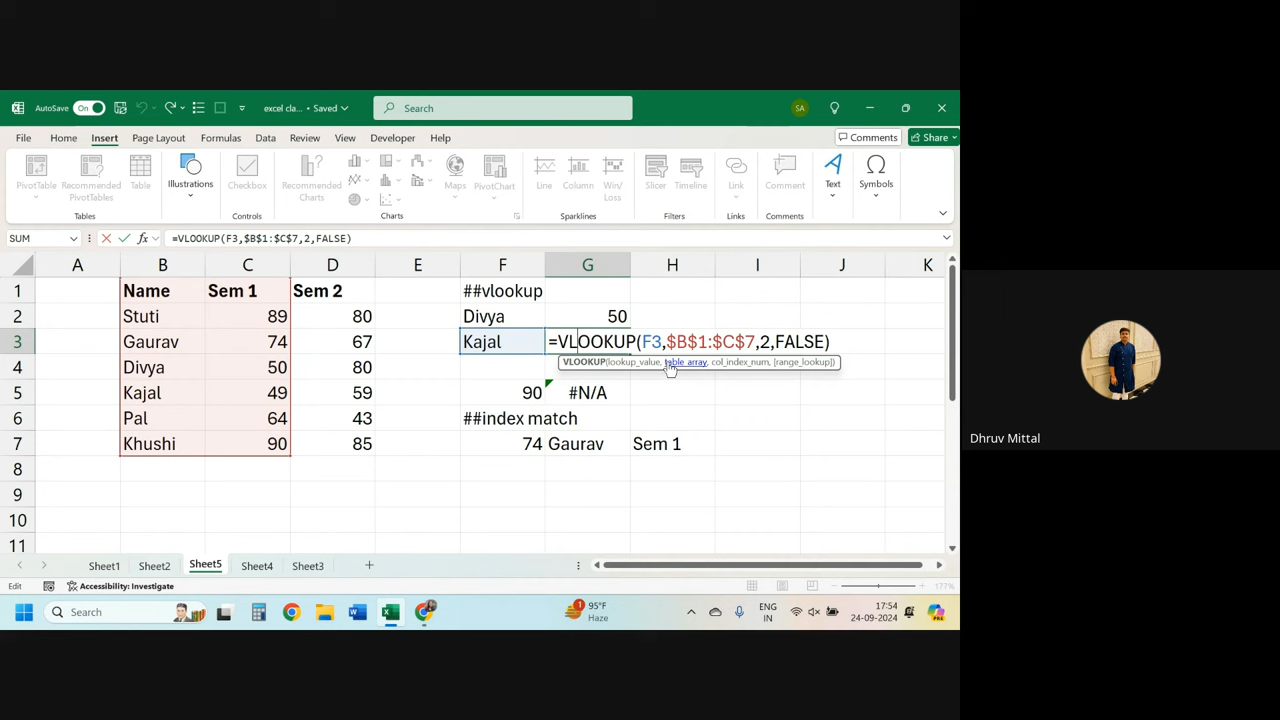 AutoSave On excel cla... • Saved Search SA
File Home Insert Page Layout Formulas Data Review View Developer Help Comments Share
PivotTable Recommended PivotTables Table Illustrations Checkbox Recommended Charts Maps PivotChart Line Column Win/Loss Slicer Timeline Link Comment Text Symbols
Tables Controls Charts Sparklines Filters Links Comments
SUM fx =VLOOKUP(F3,$B$1:$C$7,2,FALSE)
A B C D E F G H I J K
1 Name Sem 1 Sem 2 ##vlookup
2 Stuti 89 80 Divya 50
3 Gaurav 74 67 Kajal =VLOOKUP(F3,$B$1:$C$7,2,FALSE)
VLOOKUP(lookup_value, table_array, col_index_num, [range_lookup])
4 Divya 50 80
5 Kajal 49 59 90 #N/A
6 Pal 64 43 ##index match
7 Khushi 90 85 74 Gaurav Sem 1
8
9
10
11
Sheet1 Sheet2 Sheet5 Sheet4 Sheet3
Edit Accessibility: Investigate 177%
Search 1 95°F Haze ENG IN 17:54 24-09-2024
Dhruv Mittal